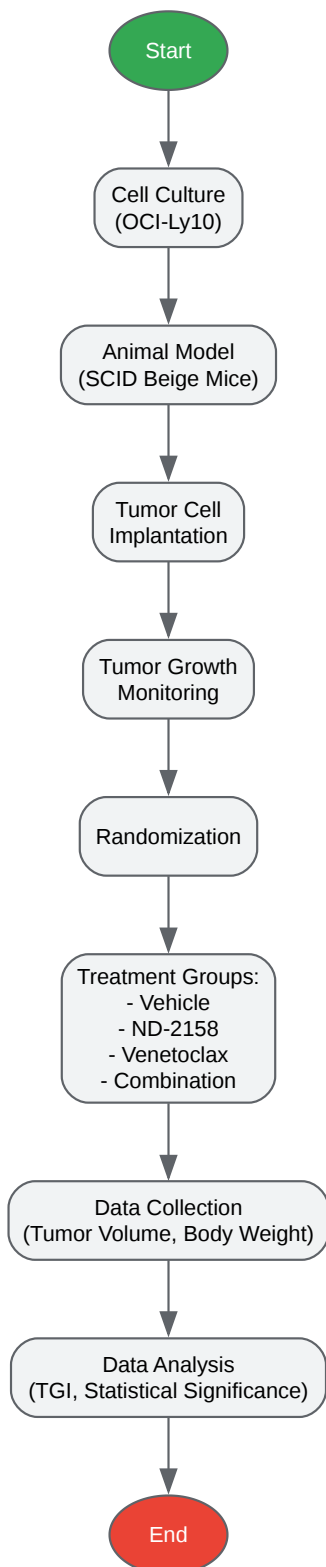 Start
Cell Culture
(OCI-Ly10)
Animal Model
(SCID Beige Mice)
Tumor Cell
Implantation
Tumor Growth
Monitoring
Randomization
Treatment Groups:
- Vehicle
- ND-2158
- Venetoclax
- Combination
Data Collection
(Tumor Volume, Body Weight)
Data Analysis
(TGI, Statistical Significance)
End